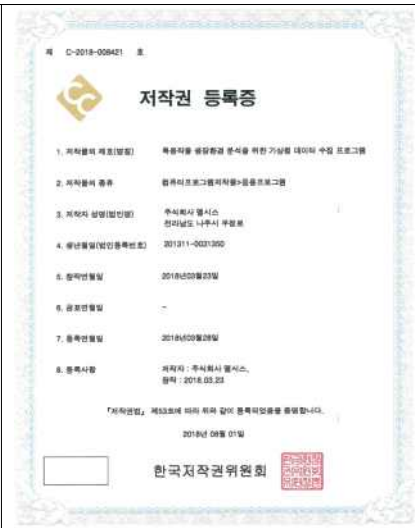 제 C-2018-008421 호
저작권 등록증
1. 저작물의 제호(명칭) 특용작물 생장환경 분석을 위한 기상청 데이터 수집 프로그램
2. 저작물의 종류 컴퓨터프로그램저작물>응용프로그램
3. 저작자 성명(법인명) 주식회사 엘시스
전라남도 나주시 우정로
4. 생년월일(법인등록번호) 201311-0031350
5. 창작연월일 2018년03월23일
6. 공표연월일 -
7. 등록연월일 2018년03월28일
8. 등록사항 저작자 : 주식회사 엘시스,
창작 : 2018.03.23
『저작권법』 제53조에 따라 위와 같이 등록되었음을 증명합니다.
2018년 08월 01일
한국저작권위원회